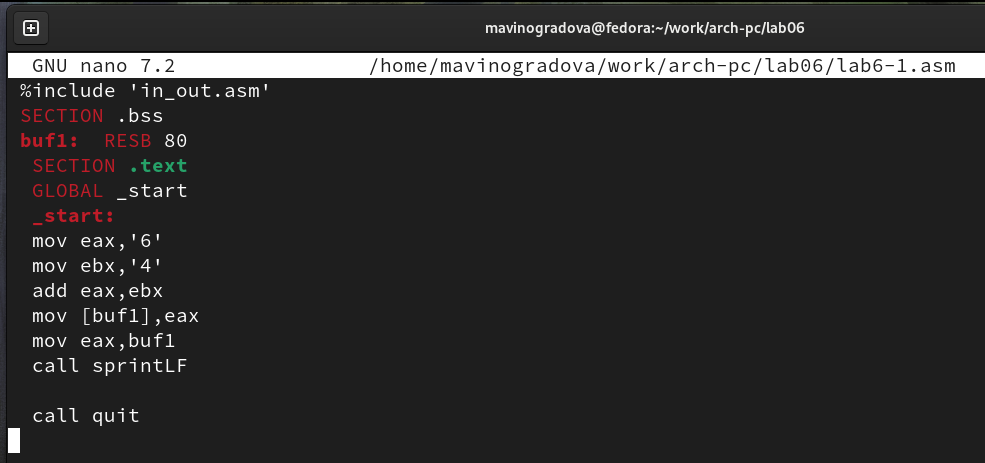 mavinogradova@fedora:~/work/arch-pc/lab06
GNU nano 7.2 /home/mavinogradova/work/arch-pc/lab06/lab6-1.asm
%include 'in_out.asm'
SECTION .bss
buf1: RESB 80
SECTION .text
GLOBAL _start
_start:
mov eax,'6'
mov ebx,'4'
add eax,ebx
mov [buf1],eax
mov eax,buf1
call sprintLF
call quit